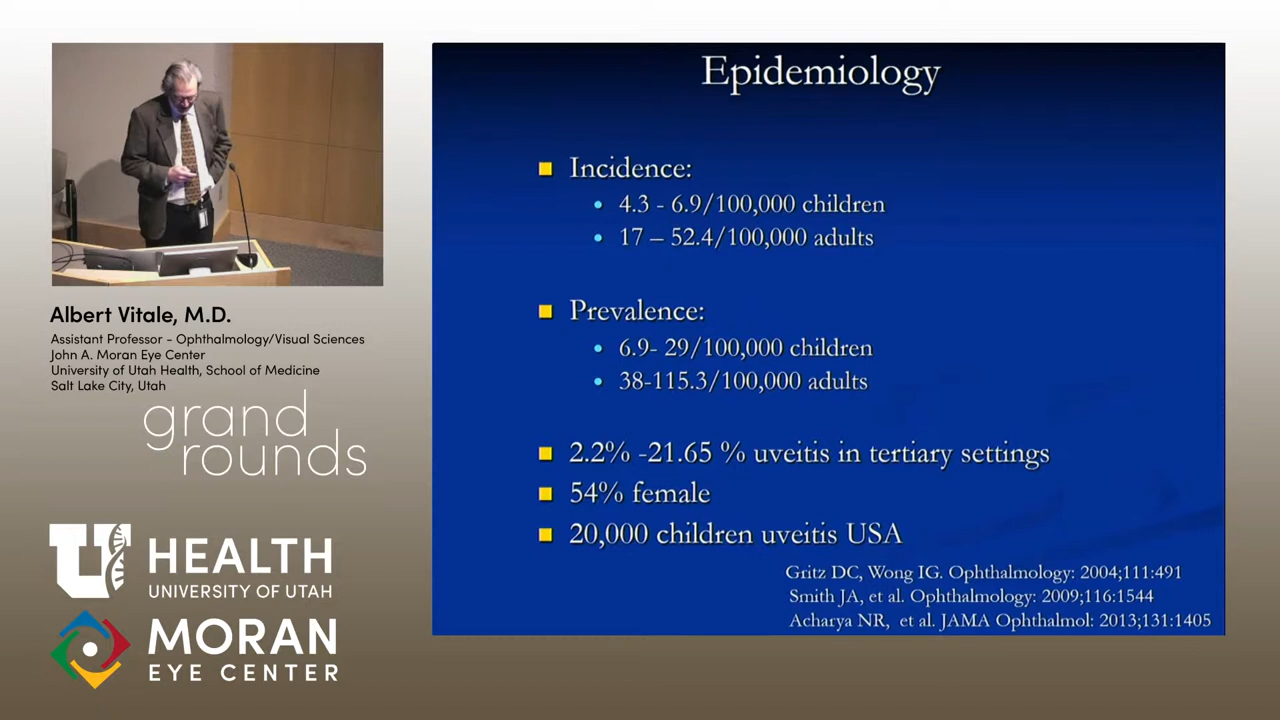 Albert Vitale, M.D.
Assistant Professor - Ophthalmology/Visual Sciences
John A. Moran Eye Center
University of Utah Health, School of Medicine
Salt Lake City, Utah
grand
rounds
U HEALTH
UNIVERSITY OF UTAH
MORAN
EYE CENTER
Epidemiology
Incidence:
4.3 - 6.9/100,000 children
17 – 52.4/100,000 adults
Prevalence:
6.9- 29/100,000 children
38-115.3/100,000 adults
2.2% -21.65 % uveitis in tertiary settings
54% female
20,000 children uveitis USA
Gritz DC, Wong IG. Ophthalmology: 2004;111:491
Smith JA, et al. Ophthalmology: 2009;116:1544
Acharya NR,  et al. JAMA Ophthalmol: 2013;131:1405